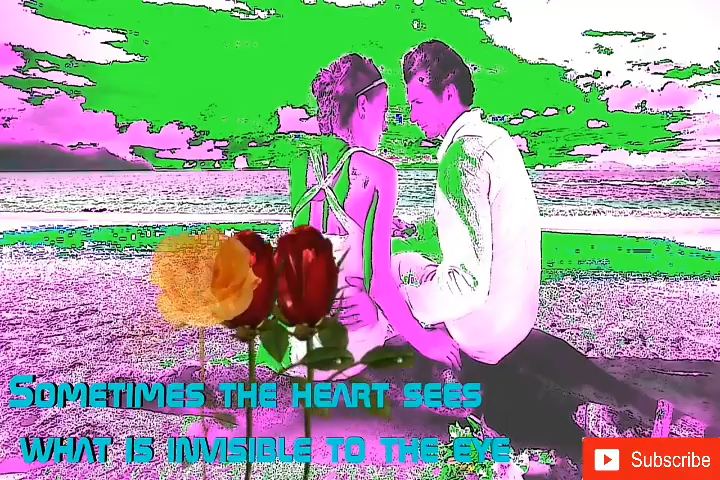 Sometimes the heart sees
what is invisible to the eye
Subscribe